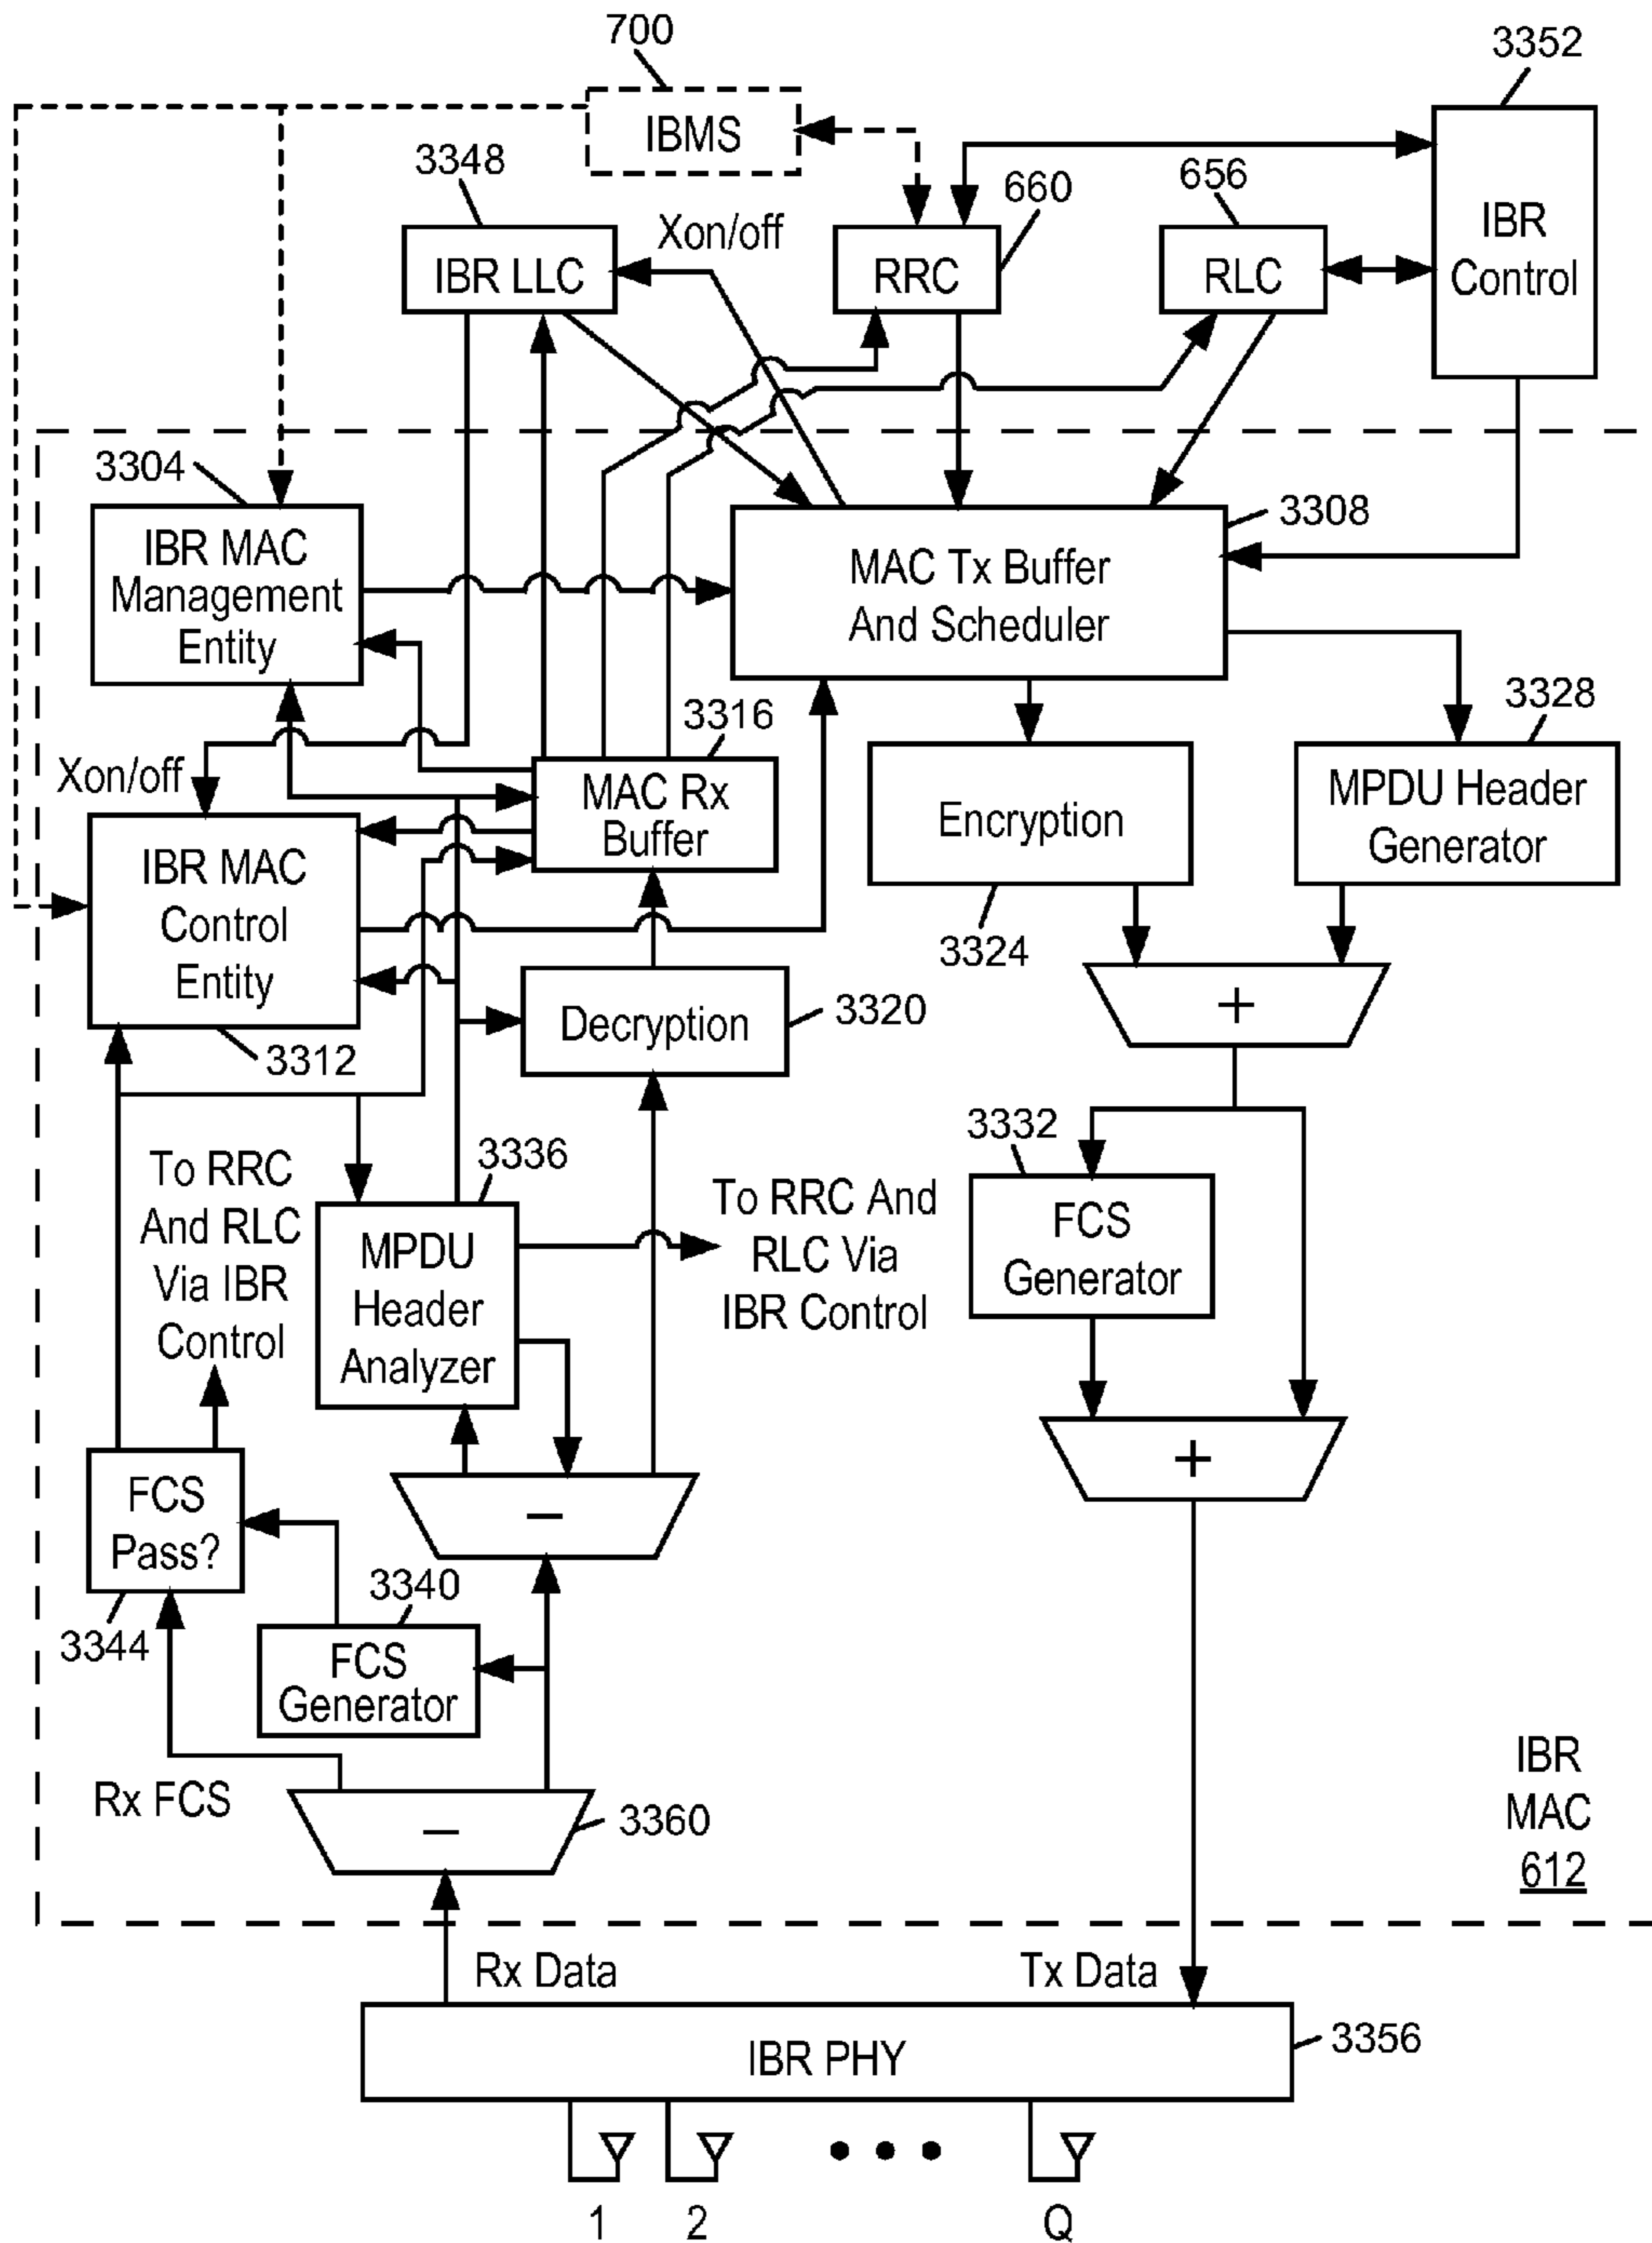 700
3352
IBMS
3348
660
656
Xon/off
IBR
Control
IBR LLC
RRC
RLC
3304
3308
IBR MAC
Management
Entity
MAC Tx Buffer
And Scheduler
3316
3328
Xon/off
MAC Rx
Buffer
Encryption
MPDU Header
Generator
IBR MAC
Control
Entity
3324
+
Decryption
3320
3312
3332
3336
To RRC
And RLC
Via IBR
Control
MPDU
Header
Analyzer
To RRC And
RLC Via
IBR Control
FCS
Generator
+
FCS
Pass?
–
3340
3344
FCS
Generator
Rx FCS
–
3360
IBR
MAC
612
Rx Data
Tx Data
IBR PHY
3356
1
2
Q